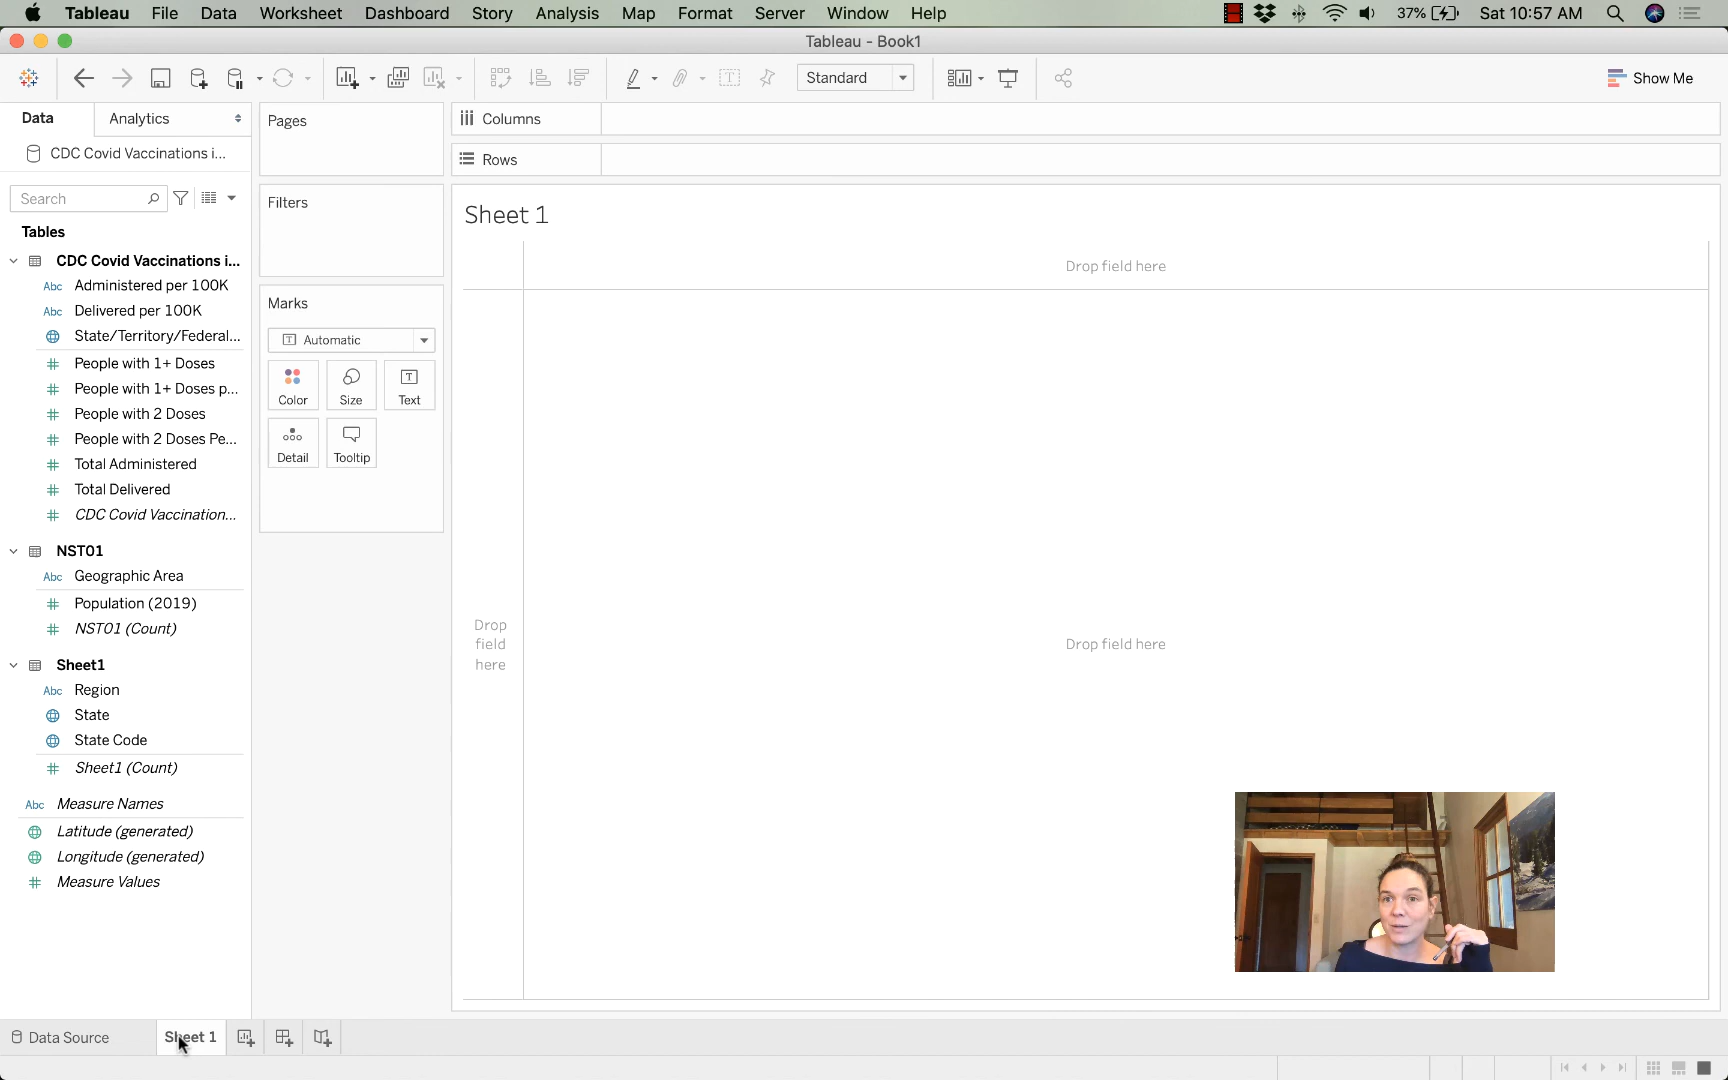 Tableau File Data Worksheet Dashboard Story Analysis Map Format Server Window Help 37% Sat 10:57 AM
Tableau - Book1
Standard Show Me
Data Analytics Pages Columns
CDC Covid Vaccinations i... Rows
Search Filters Sheet 1
Tables
CDC Covid Vaccinations i... Drop field here
Abc Administered per 100K
Abc Delivered per 100K Marks
State/Territory/Federal... Automatic
# People with 1+ Doses
# People with 1+ Doses p... Color Size Text
# People with 2 Doses
# People with 2 Doses Pe... Detail Tooltip
# Total Administered
# Total Delivered
# CDC Covid Vaccination...
NST01
Abc Geographic Area
# Population (2019)
# NST01 (Count) Drop
field Drop field here
here
Sheet1
Abc Region
State
State Code
# Sheet1 (Count)
Abc Measure Names
Latitude (generated)
Longitude (generated)
# Measure Values
Data Source Sheet 1